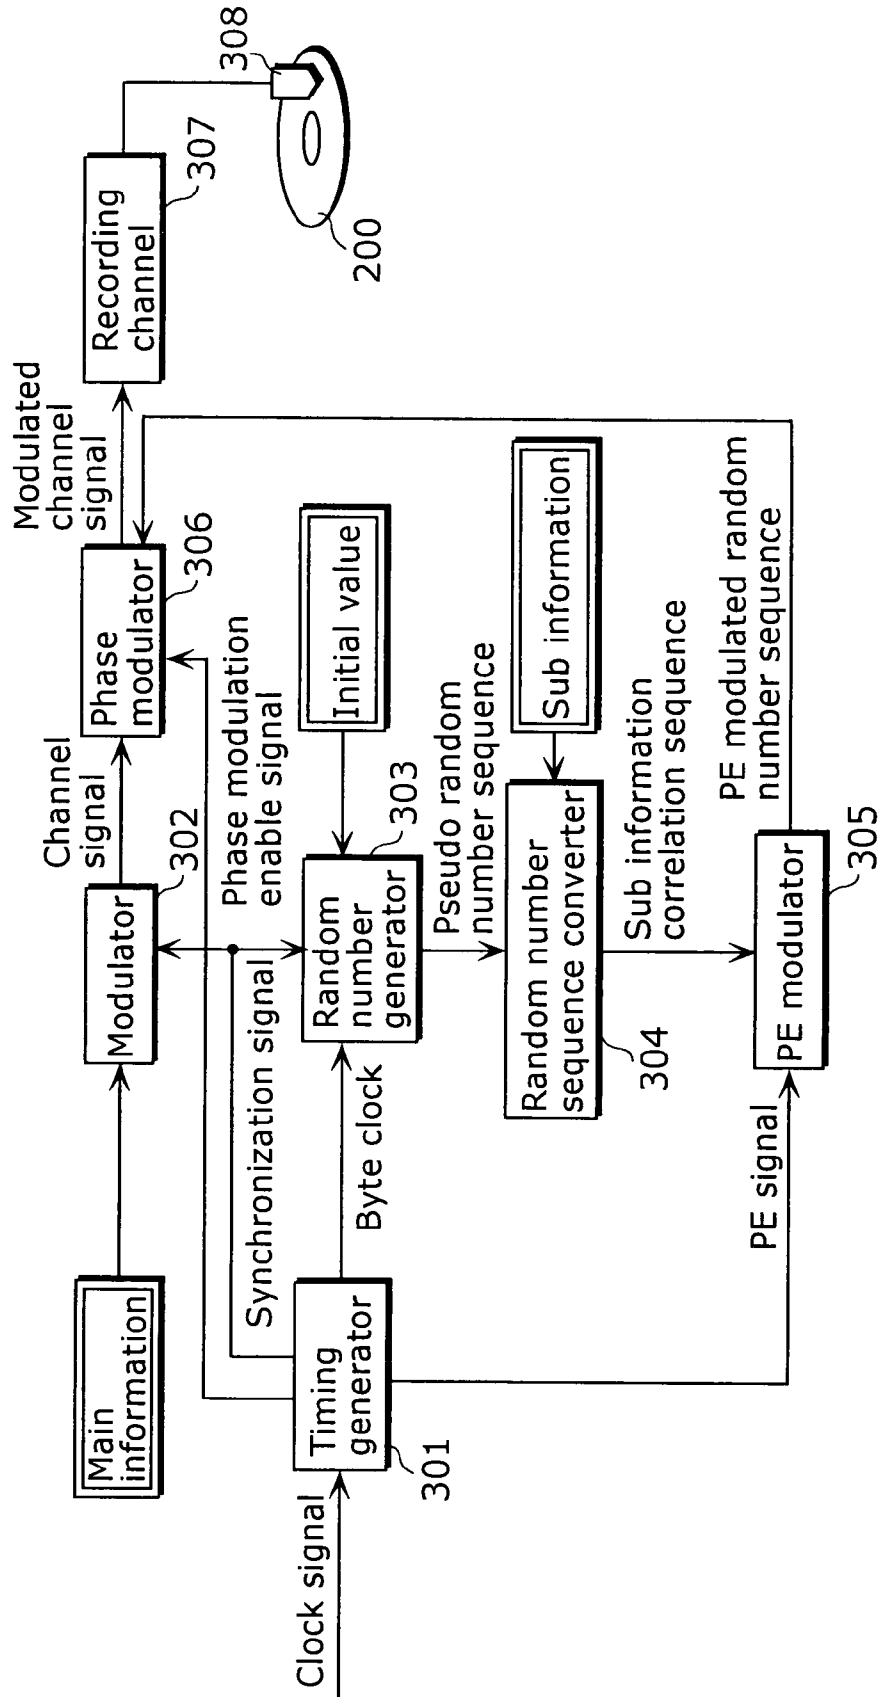 Main
information
Modulator
302
Channel
signal
Phase
modulator
306
Modulated
channel
signal
Recording
channel
307
308
200
Synchronization signal
Phase modulation
enable signal
Clock signal
Timing
generator
301
Byte clock
Random
number
generator
303
Initial value
Pseudo random
number sequence
Random number
sequence converter
304
Sub information
Sub information
correlation sequence
PE signal
PE modulator
305
PE modulated random
number sequence